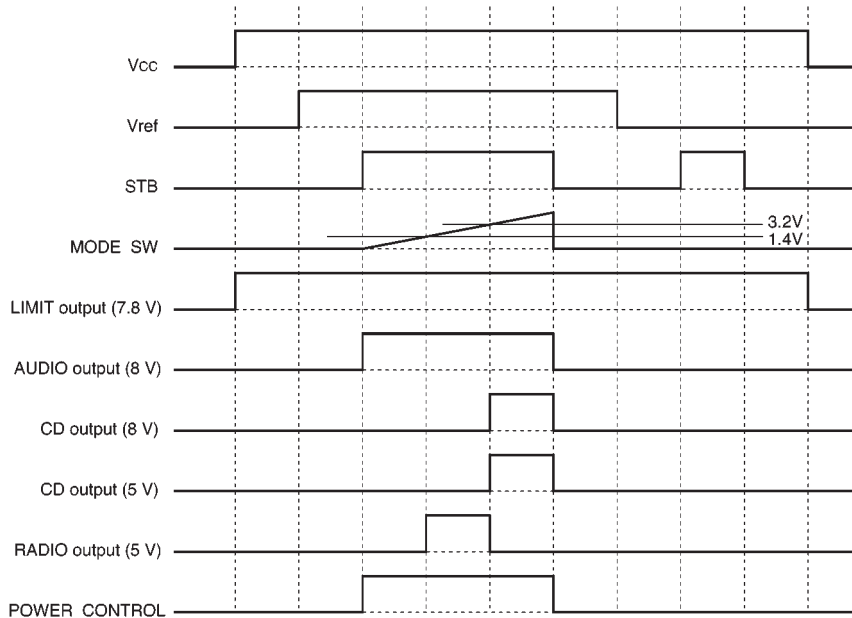 Vcc
Vref
STB
3.2V
MODE SW
1.4V
LIMIT output (7.8 V)
AUDIO output (8 V)
CD output (8 V)
CD output (5 V)
RADIO output (5 V)
POWER CONTROL